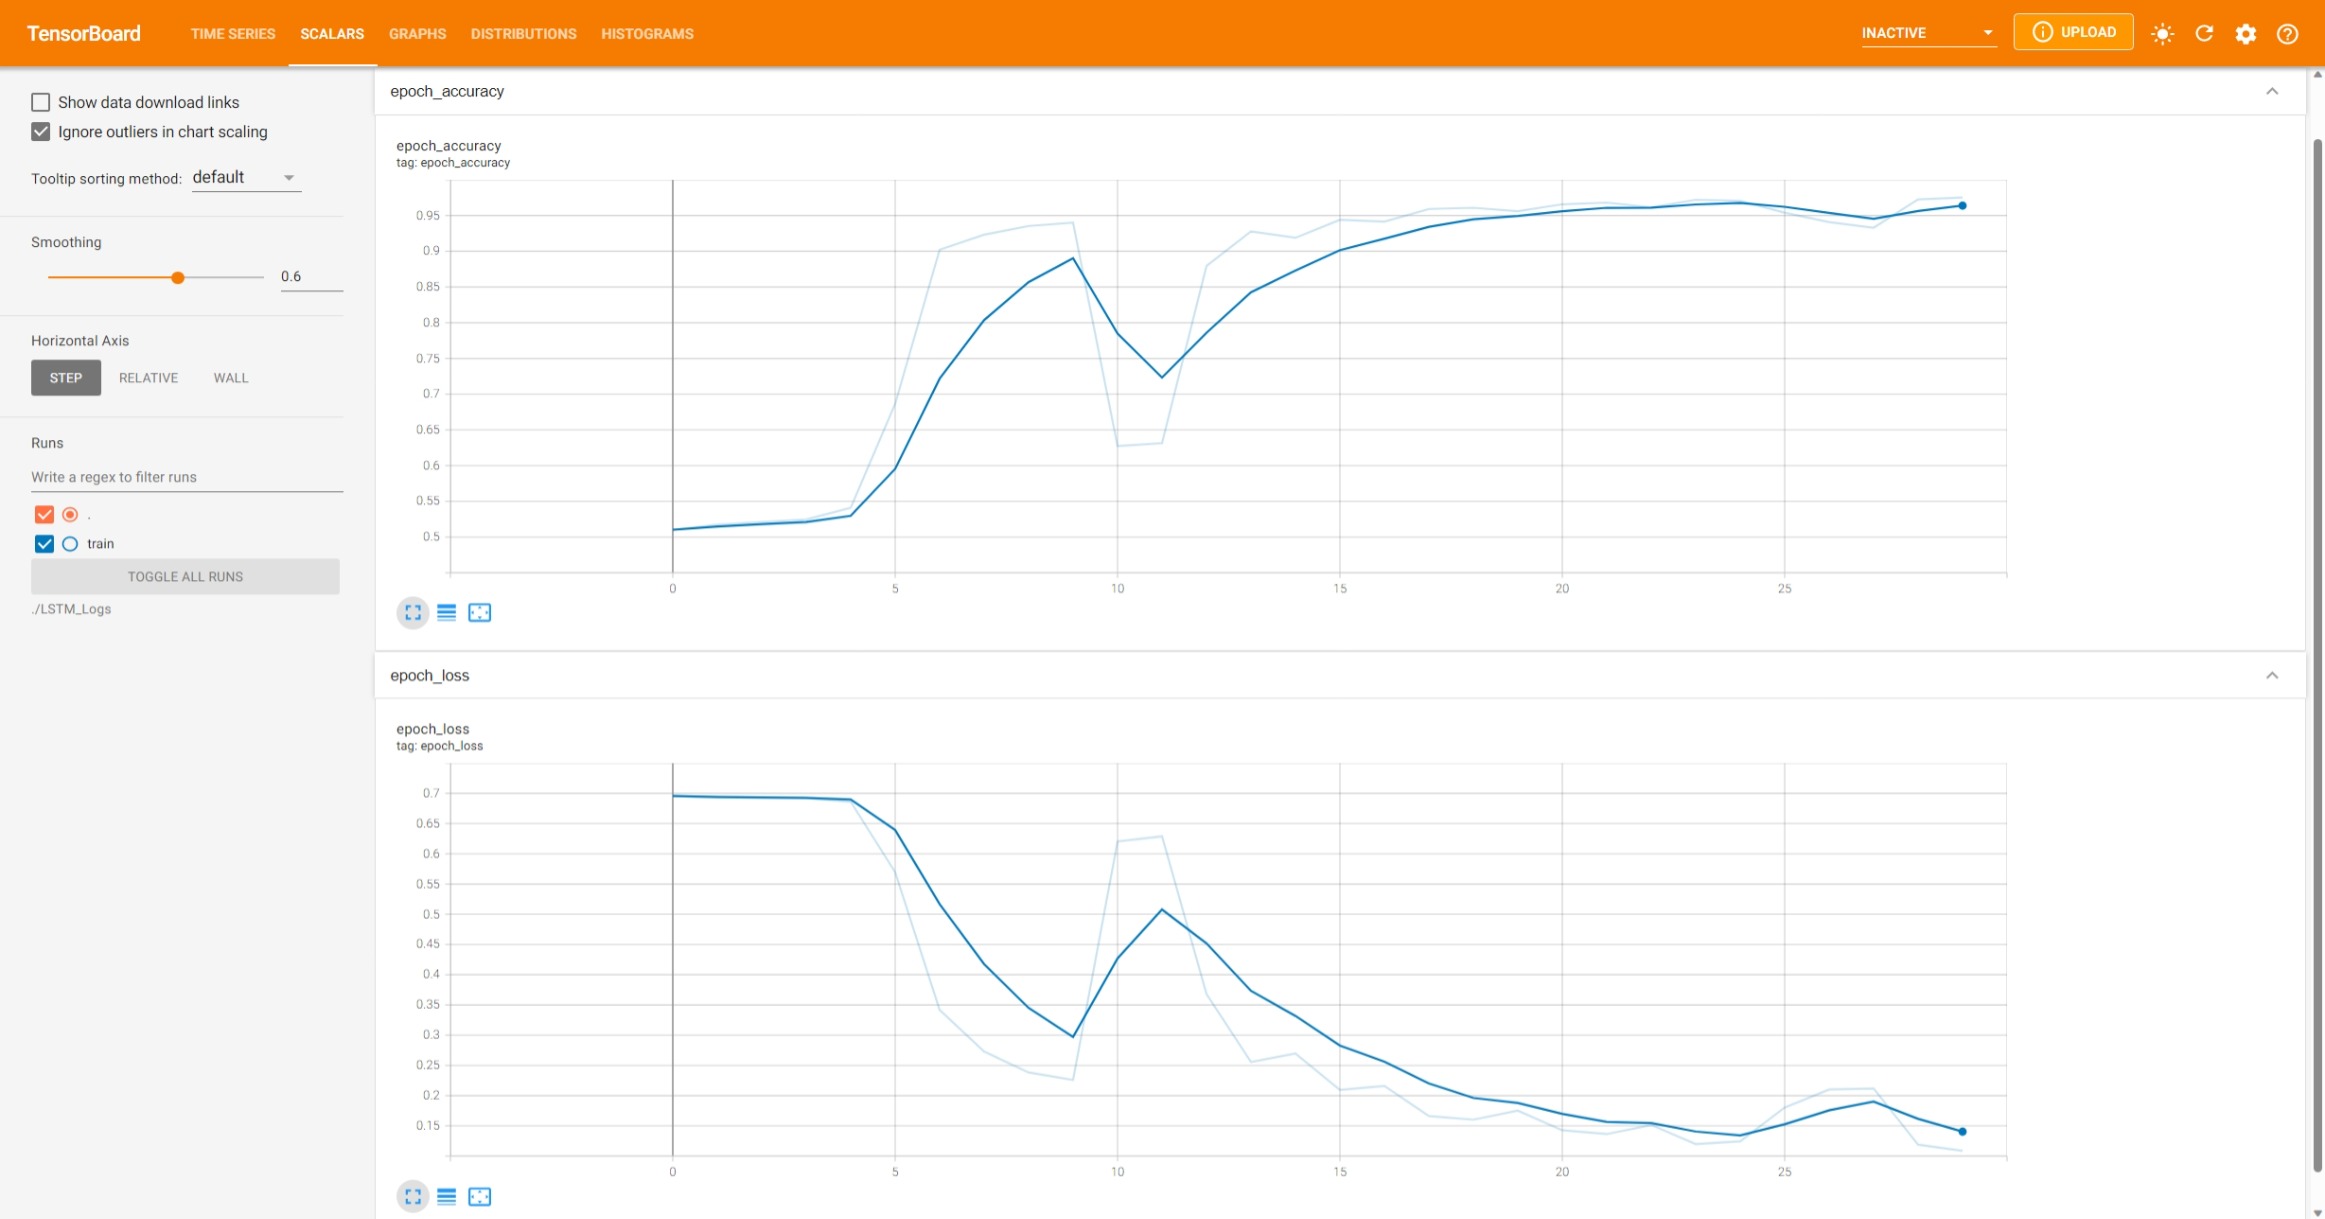 TensorBoard
TIME SERIES
SCALARS
GRAPHS
DISTRIBUTIONS
HISTOGRAMS
INACTIVE
UPLOAD
Show data download links
Ignore outliers in chart scaling
Tooltip sorting method: default
Smoothing
0.6
Horizontal Axis
STEP
RELATIVE
WALL
Runs
Write a regex to filter runs
.
train
TOGGLE ALL RUNS
./LSTM_Logs
epoch_accuracy
epoch_accuracy
tag: epoch_accuracy
0.95
0.9
0.85
0.8
0.75
0.7
0.65
0.6
0.55
0.5
0 5 10 15 20 25
epoch_loss
epoch_loss
tag: epoch_loss
0.7
0.65
0.6
0.55
0.5
0.45
0.4
0.35
0.3
0.25
0.2
0.15
0 5 10 15 20 25